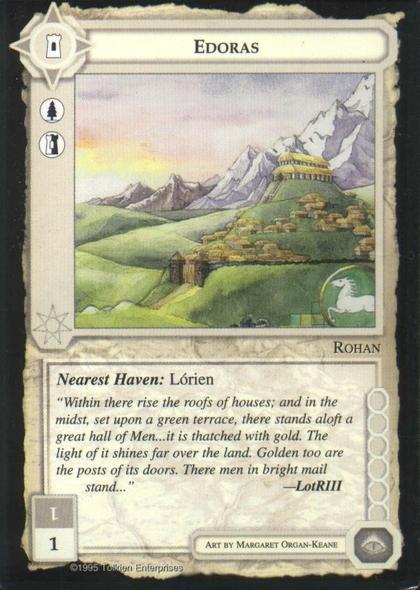 EDORAS
ROHAN
Nearest Haven: Lórien
“Within there rise the roofs of houses; and in the
midst, set upon a green terrace, there stands aloft a
great hall of Men...it is thatched with gold. The
light of it shines far over the land. Golden too are
the posts of its doors. There men in bright mail
stand...” —LotRIII
1
1
ART BY MARGARET ORGAN-KEANE
©1995 Tolkien Enterprises